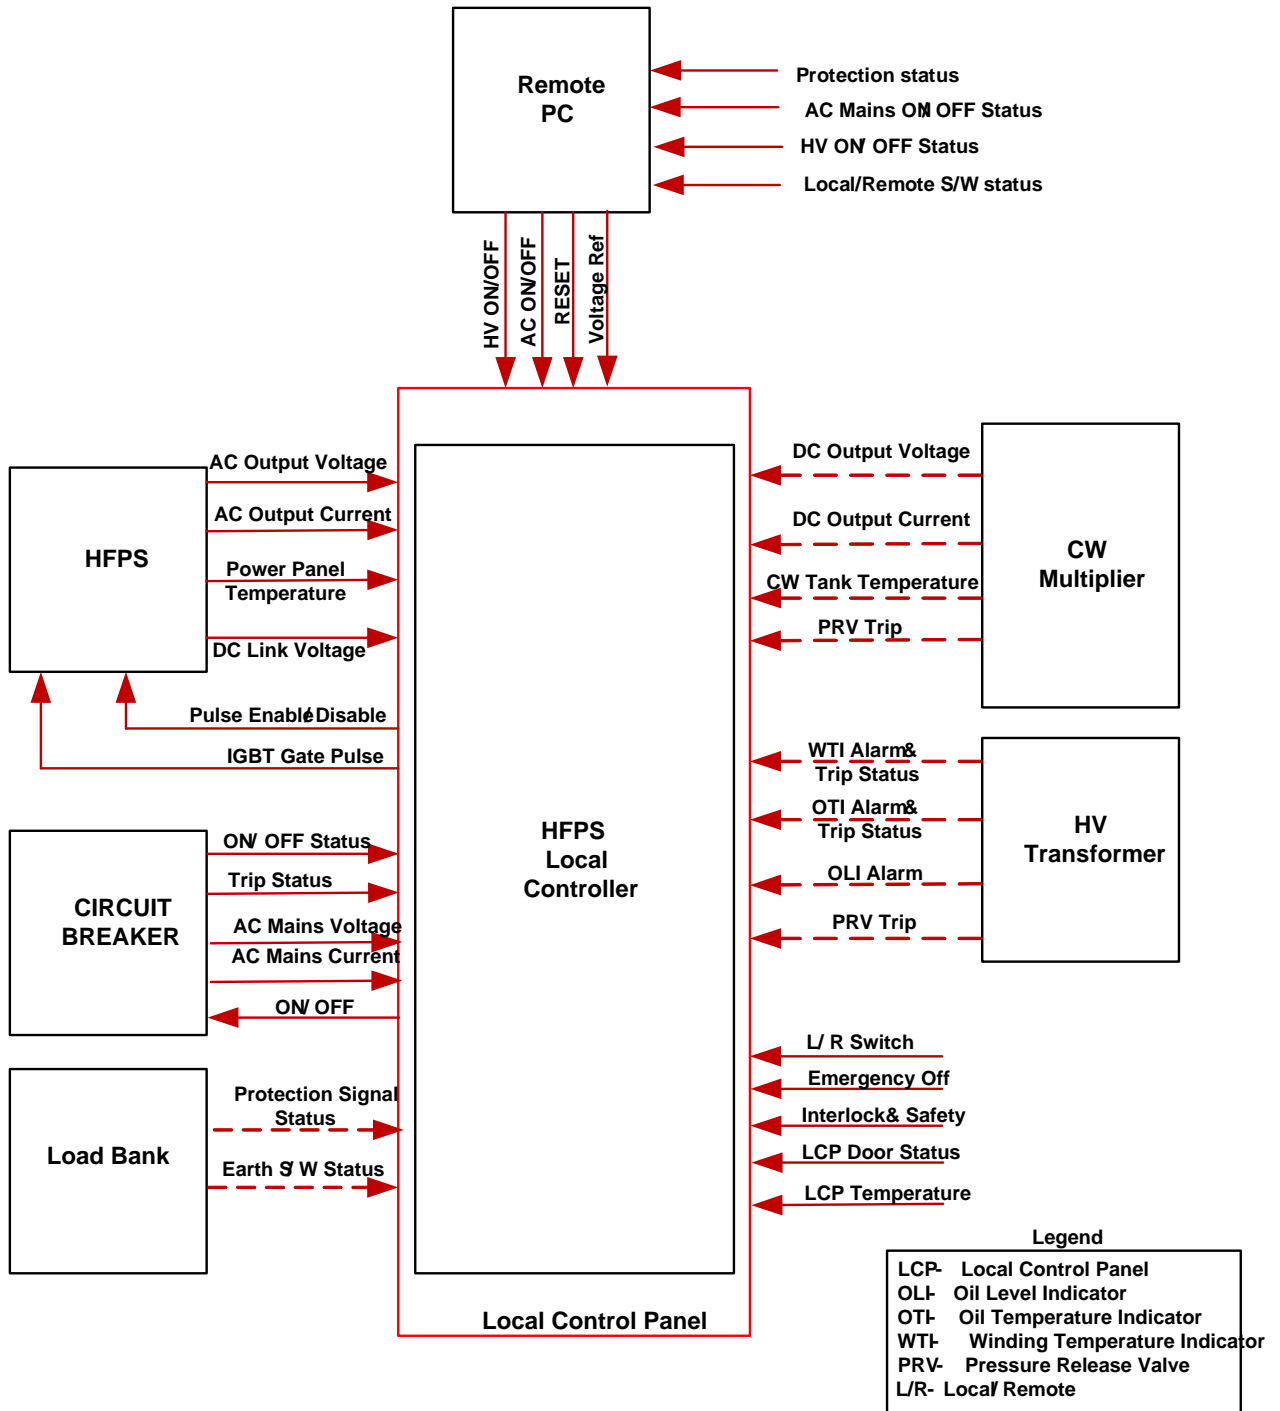 Remote
PC
Protection status
AC Mains ON/ OFF Status
HV ON/ OFF Status
Local/Remote S/W status
HV ON/OFF
AC ON/OFF
RESET
Voltage Ref
HFPS
AC Output Voltage
AC Output Current
Power Panel
Temperature
DC Link Voltage
Pulse Enable/Disable
IGBT Gate Pulse
CIRCUIT
BREAKER
ON/ OFF Status
Trip Status
AC Mains Voltage
AC Mains Current
ON/ OFF
Load Bank
Protection Signal
Status
Earth S/ W Status
HFPS
Local
Controller
Local Control Panel
DC Output Voltage
DC Output Current
CW Tank Temperature
PRV Trip
CW
Multiplier
WTI Alarm&
Trip Status
OTI Alarm&
Trip Status
OLI Alarm
PRV Trip
HV
Transformer
L/ R Switch
Emergency Off
Interlock& Safety
LCP Door Status
LCP Temperature
Legend
LCP- Local Control Panel
OLI- Oil Level Indicator
OTI- Oil Temperature Indicator
WTI- Winding Temperature Indicator
PRV- Pressure Release Valve
L/R- Local/ Remote